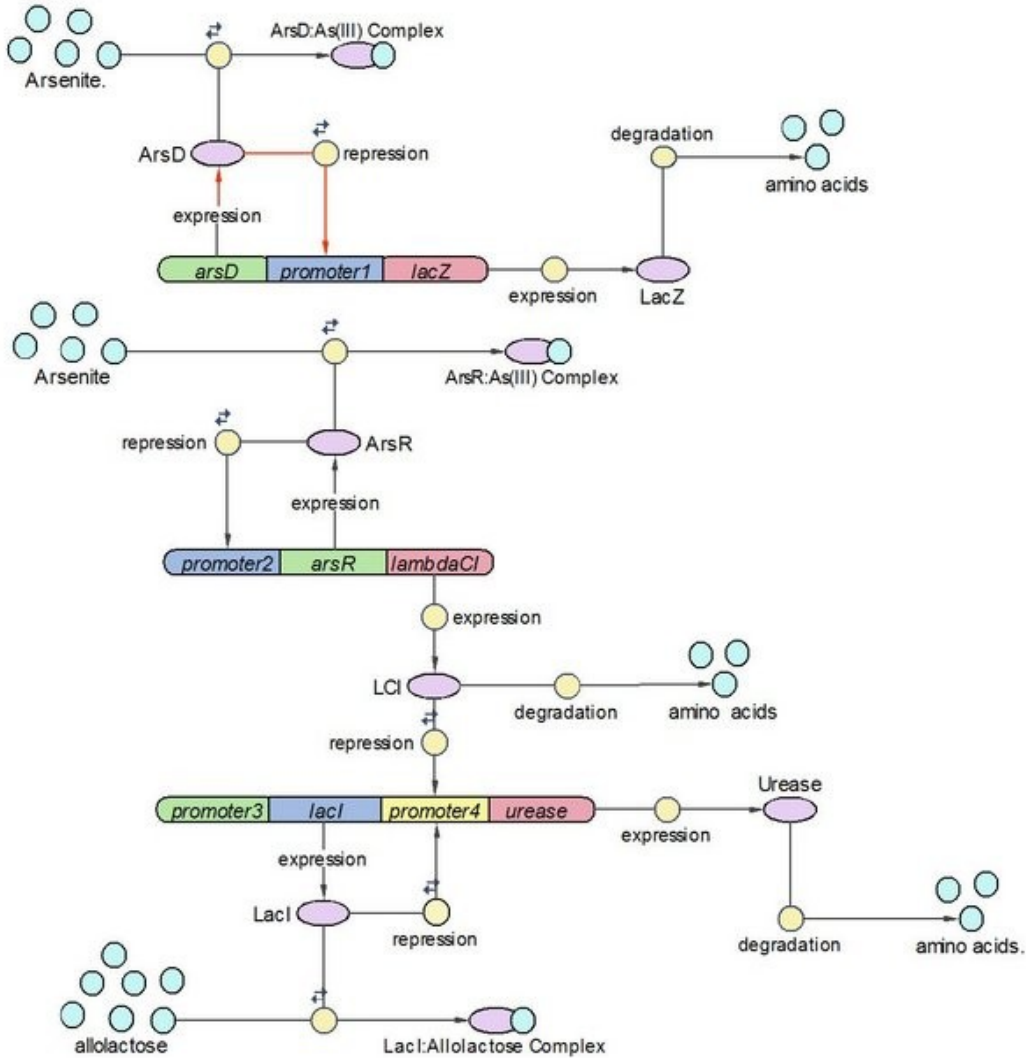 ArsD:As(III) Complex
Arsenite.
degradation
ArsD
repression
amino acids
expression
arsD promoter1 lacZ
expression
LacZ
Arsenite
ArsR:As(III) Complex
repression
ArsR
expression
promoter2 arsR lambdaCI
expression
LCI
degradation
amino acids
repression
Urease
promoter3 lacI promoter4 urease
expression
expression
LacI
repression
degradation
amino acids.
allolactose
LacI:Allolactose Complex